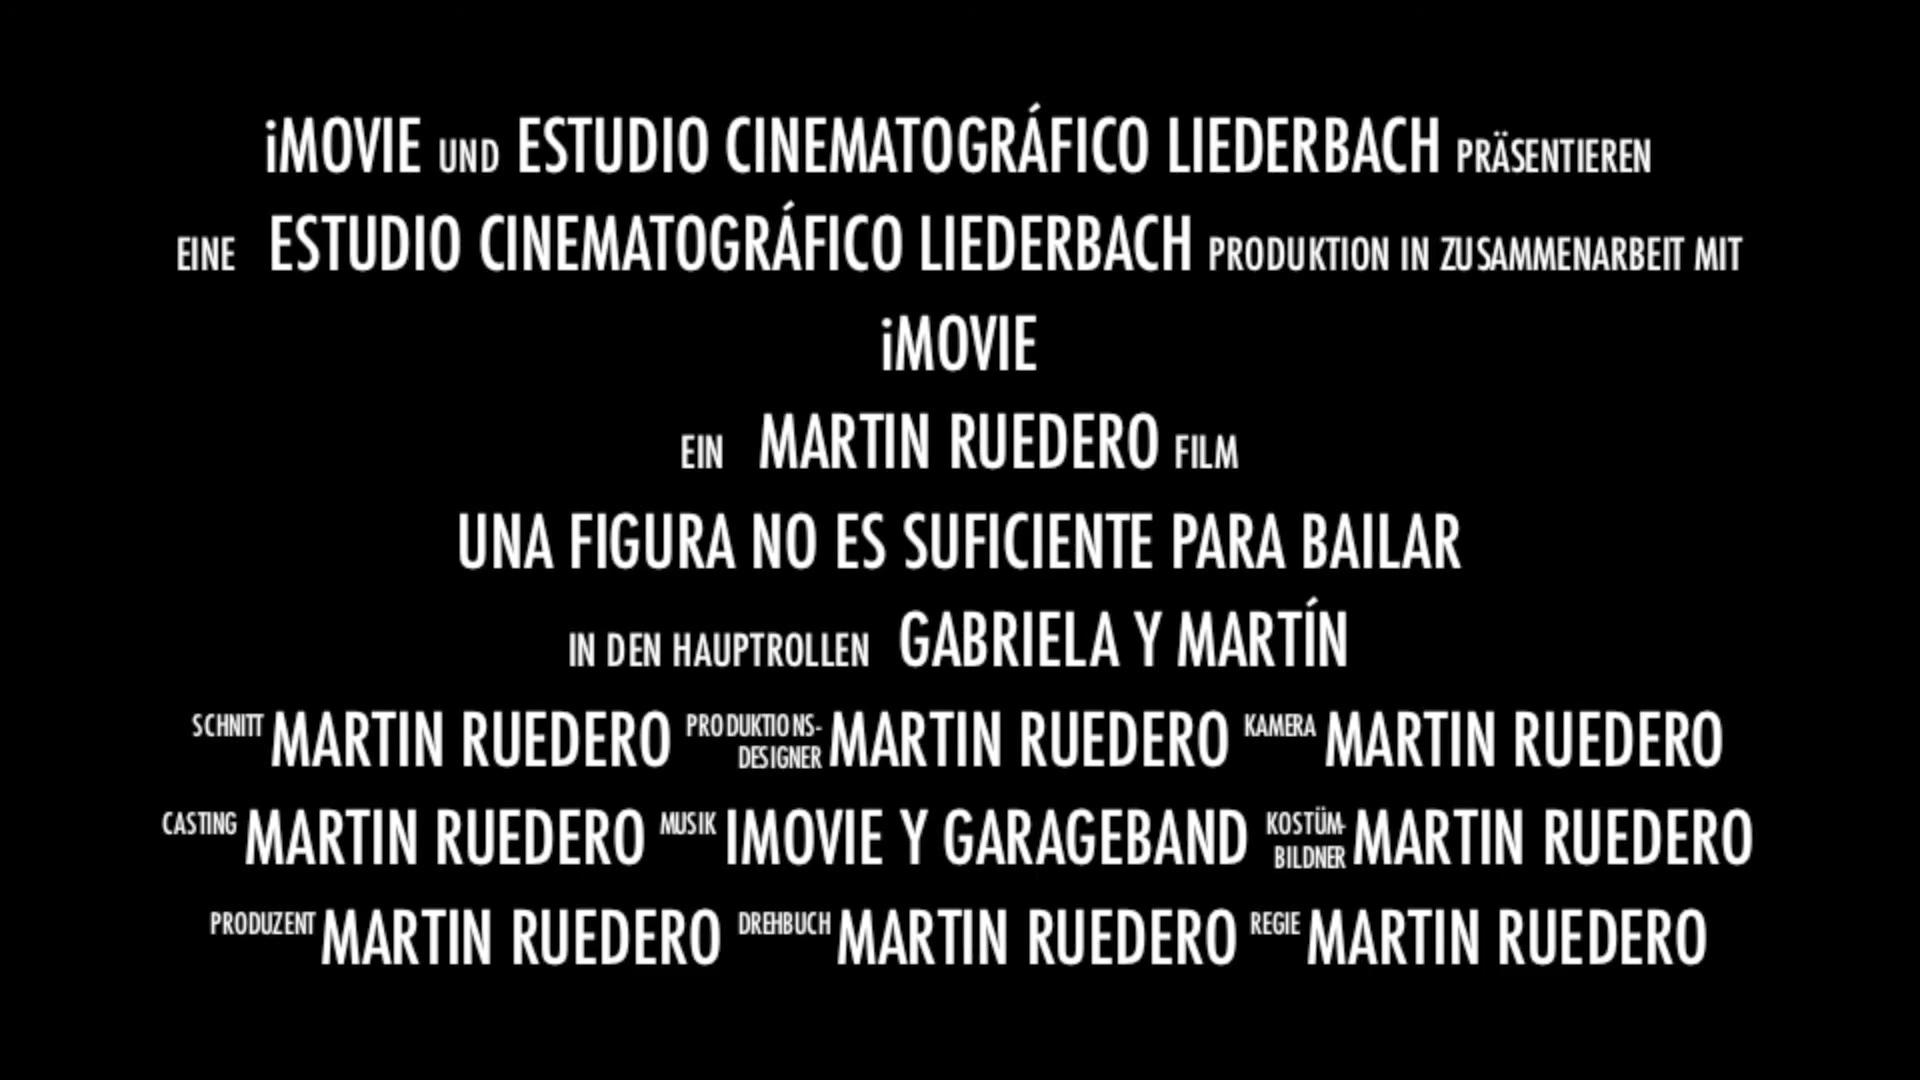 iMOVIE UND ESTUDIO CINEMATOGRÁFICO LIEDERBACH PRÄSENTIEREN
EINE ESTUDIO CINEMATOGRÁFICO LIEDERBACH PRODUKTION IN ZUSAMMENARBEIT MIT
iMOVIE
EIN MARTIN RUEDERO FILM
UNA FIGURA NO ES SUFICIENTE PARA BAILAR
IN DEN HAUPTROLLEN GABRIELA Y MARTÍN
SCHNITT MARTIN RUEDERO PRODUKTIONS-DESIGNER MARTIN RUEDERO KAMERA MARTIN RUEDERO
CASTING MARTIN RUEDERO MUSIK IMOVIE Y GARAGEBAND KOSTÜM-BILDNER MARTIN RUEDERO
PRODUZENT MARTIN RUEDERO DREHBUCH MARTIN RUEDERO REGIE MARTIN RUEDERO